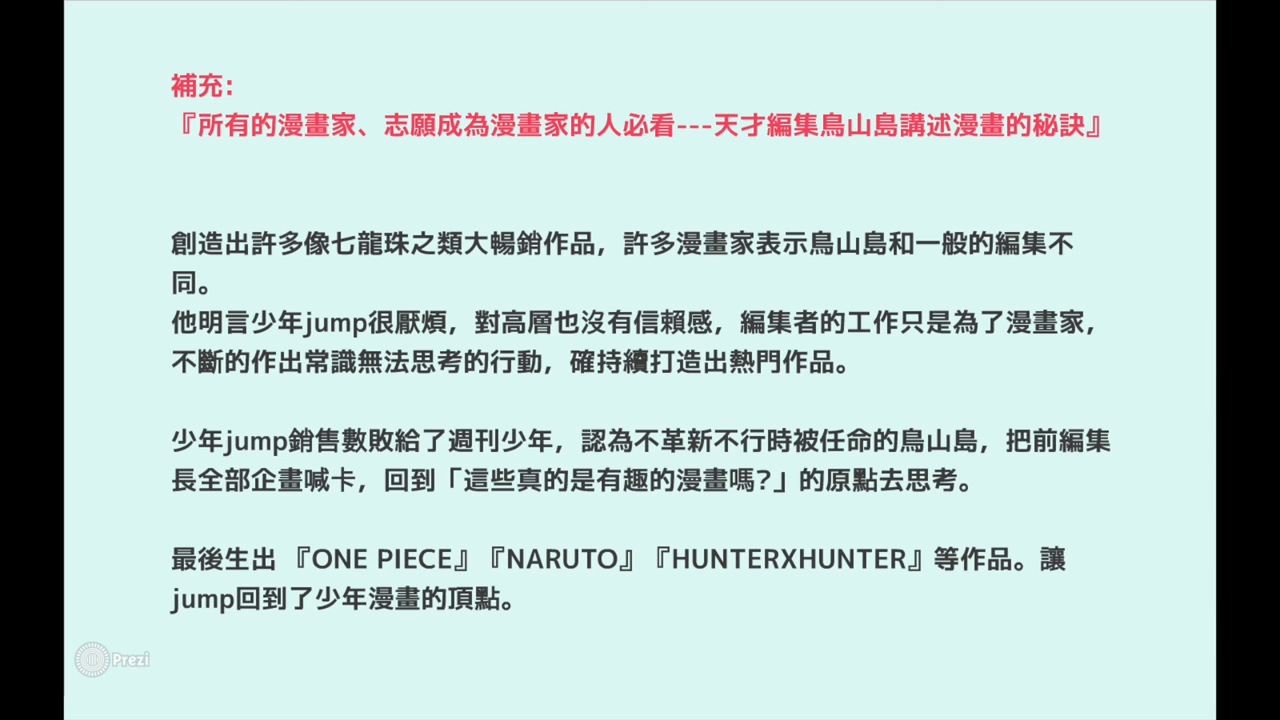 補充:
『所有的漫畫家、志願成為漫畫家的人必看---天才編集鳥山島講述漫畫的秘訣』
創造出許多像七龍珠之類大暢銷作品，許多漫畫家表示鳥山島和一般的編集不
同。
他明言少年jump很厭煩，對高層也沒有信賴感，編集者的工作只是為了漫畫家，
不斷的作出常識無法思考的行動，確持續打造出熱門作品。
少年jump銷售數敗給了週刊少年，認為不革新不行時被任命的鳥山島，把前編集
長全部企畫喊卡，回到「這些真的是有趣的漫畫嗎?」的原點去思考。
最後生出 『ONE PIECE』『NARUTO』『HUNTERXHUNTER』等作品。讓
jump回到了少年漫畫的頂點。
Prezi